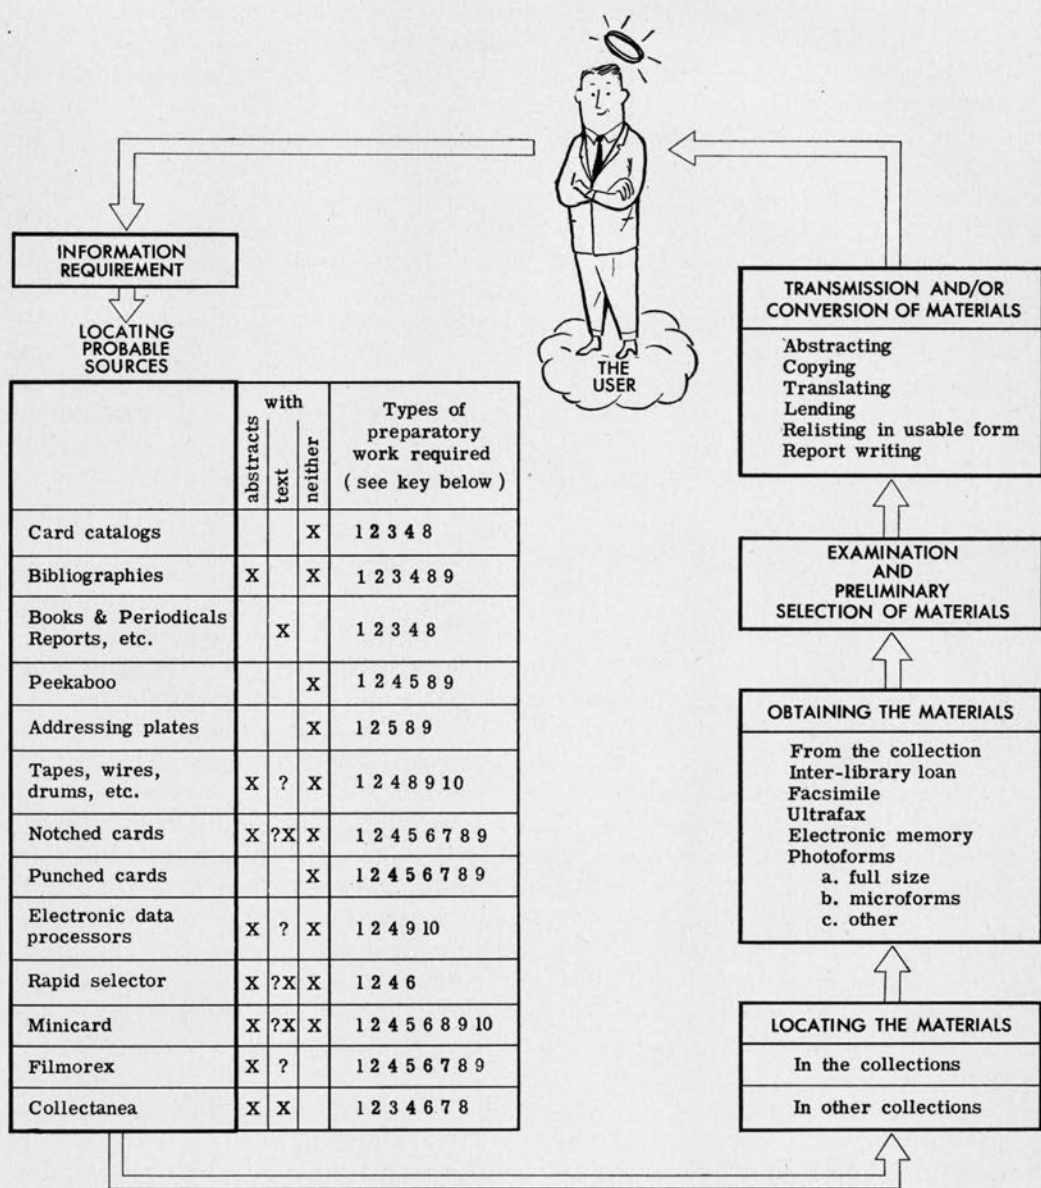 THE
USER
INFORMATION
REQUIREMENT
LOCATING
PROBABLE
SOURCES
with
abstracts
text
neither
Types of
preparatory
work required
( see key below )
Card catalogs X 1 2 3 4 8
Bibliographies X X 1 2 3 4 8 9
Books & Periodicals
Reports, etc. X 1 2 3 4 8
Peekaboo X 1 2 4 5 8 9
Addressing plates X 1 2 5 8 9
Tapes, wires,
drums, etc. X ? X 1 2 4 8 9 10
Notched cards X ?X X 1 2 4 5 6 7 8 9
Punched cards X 1 2 4 5 6 7 8 9
Electronic data
processors X ? X 1 2 4 9 10
Rapid selector X ?X X 1 2 4 6
Minicard X ?X X 1 2 4 5 6 8 9 10
Filmorex X ? 1 2 4 5 6 7 8 9
Collectanea X X 1 2 3 4 6 7 8
TRANSMISSION AND/OR
CONVERSION OF MATERIALS
Abstracting
Copying
Translating
Lending
Relisting in usable form
Report writing
EXAMINATION
AND
PRELIMINARY
SELECTION OF MATERIALS
OBTAINING THE MATERIALS
From the collection
Inter-library loan
Facsimile
Ultrafax
Electronic memory
Photoforms
a. full size
b. microforms
c. other
LOCATING THE MATERIALS
In the collections
In other collections